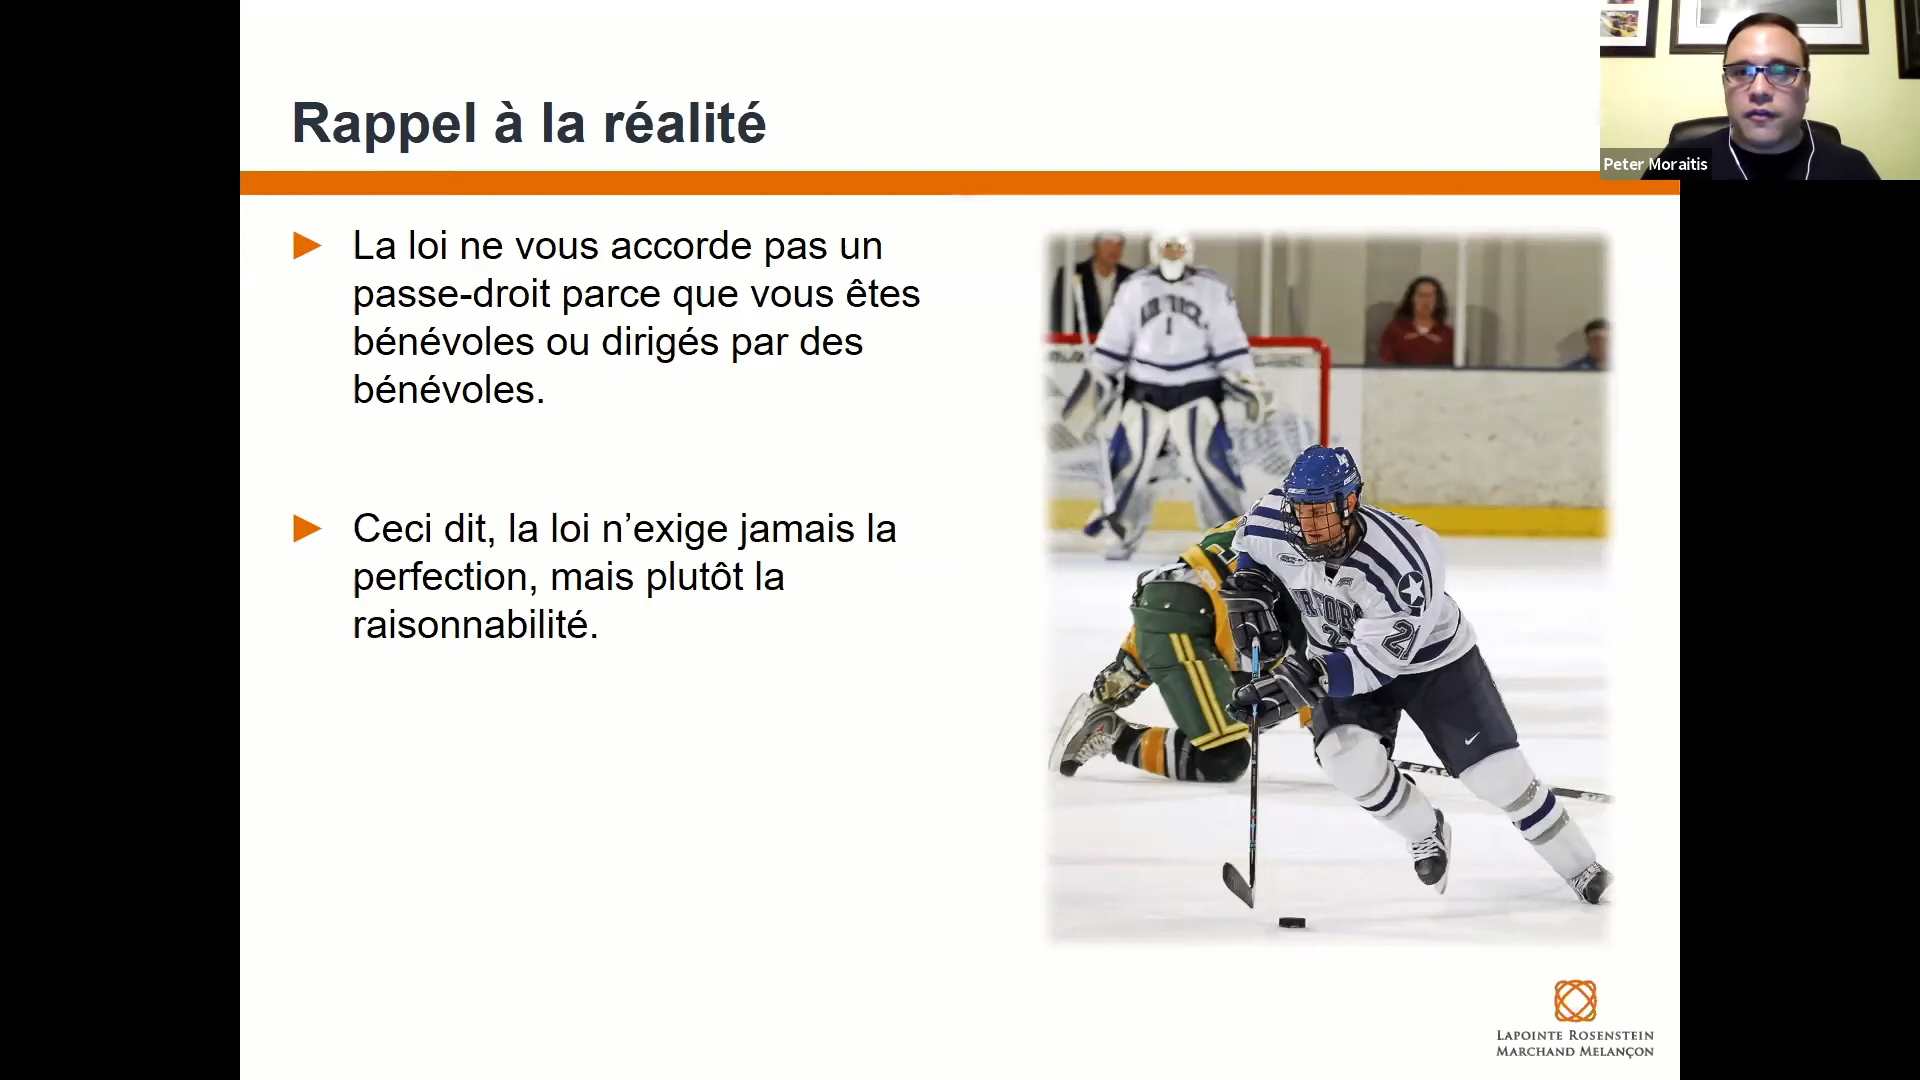 Rappel à la réalité
Peter Moraitis
► La loi ne vous accorde pas un
passe-droit parce que vous êtes
bénévoles ou dirigés par des
bénévoles.
► Ceci dit, la loi n’exige jamais la
perfection, mais plutôt la
raisonnabilité.
1
21
LAPOINTE ROSENSTEIN
MARCHAND MELANÇON